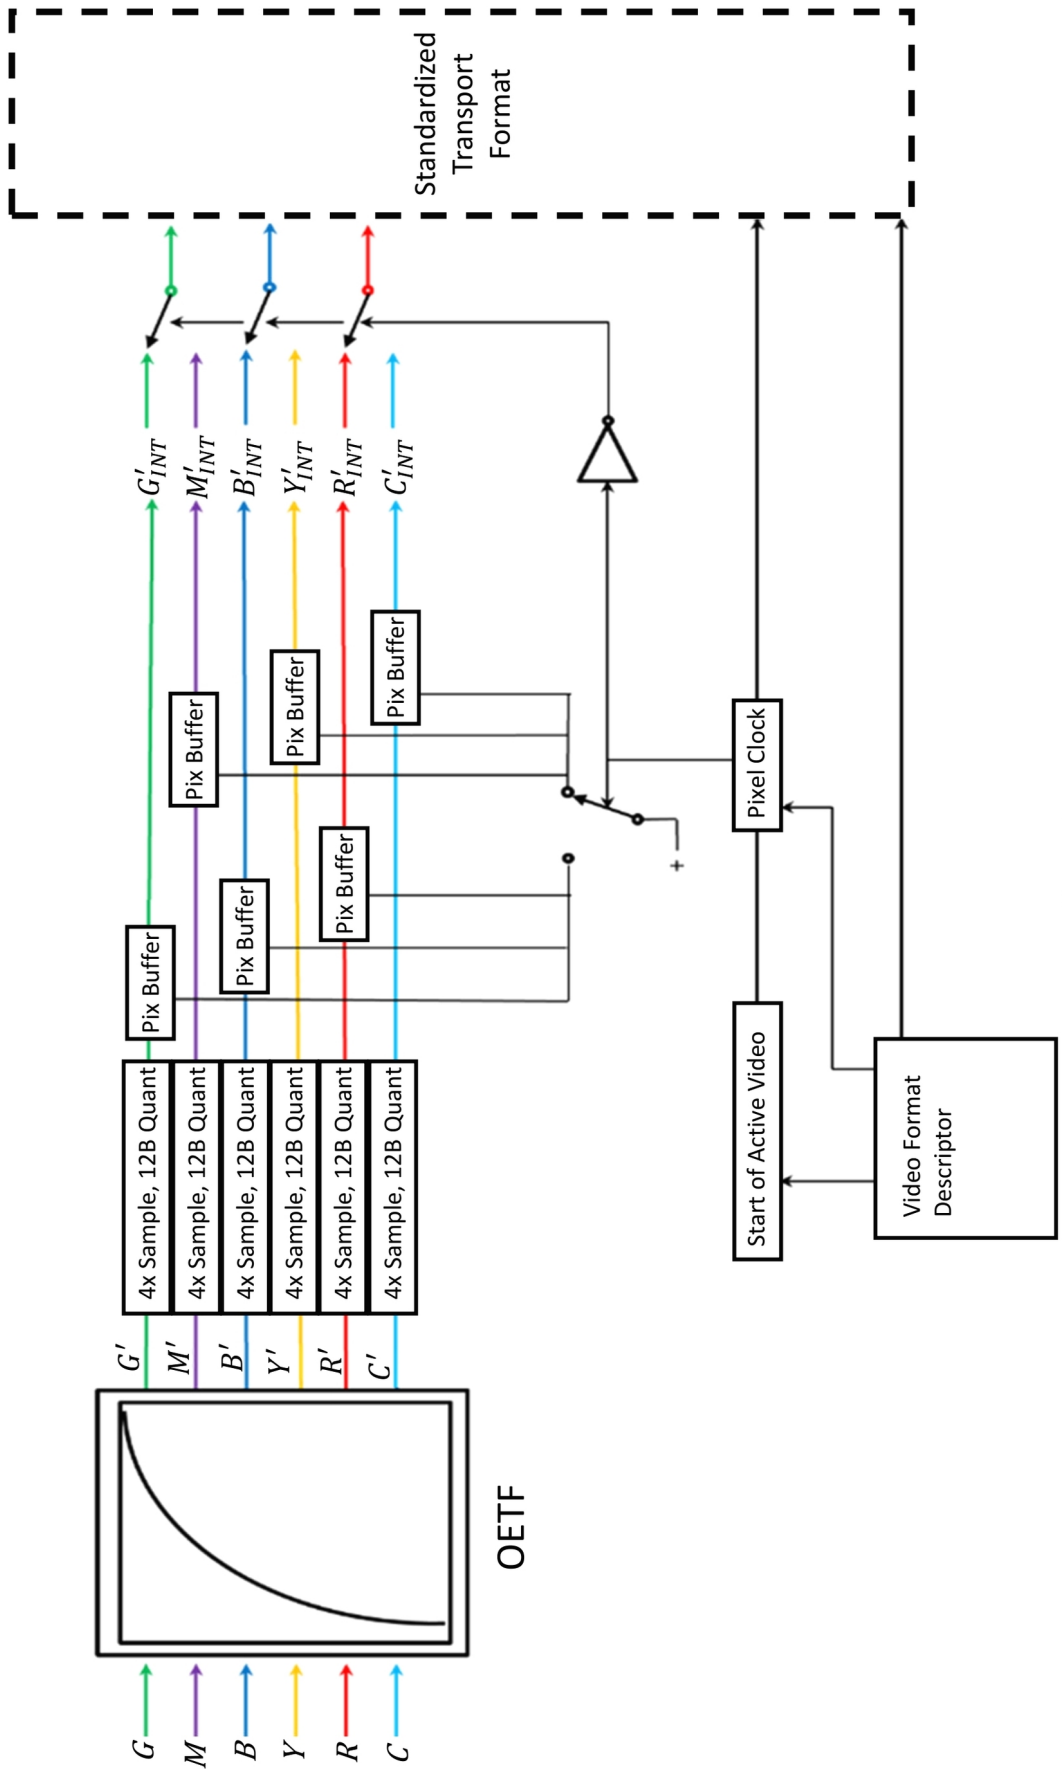 G
M
B
Y
R
C
OETF
G′
M′
B′
Y′
R′
C′
4x Sample, 12B Quant
4x Sample, 12B Quant
4x Sample, 12B Quant
4x Sample, 12B Quant
4x Sample, 12B Quant
4x Sample, 12B Quant
Pix Buffer
Pix Buffer
Pix Buffer
Pix Buffer
Pix Buffer
Pix Buffer
+
G′INT
M′INT
B′INT
Y′INT
R′INT
C′INT
Start of Active Video
Pixel Clock
Video Format
Descriptor
Standardized
Transport
Format